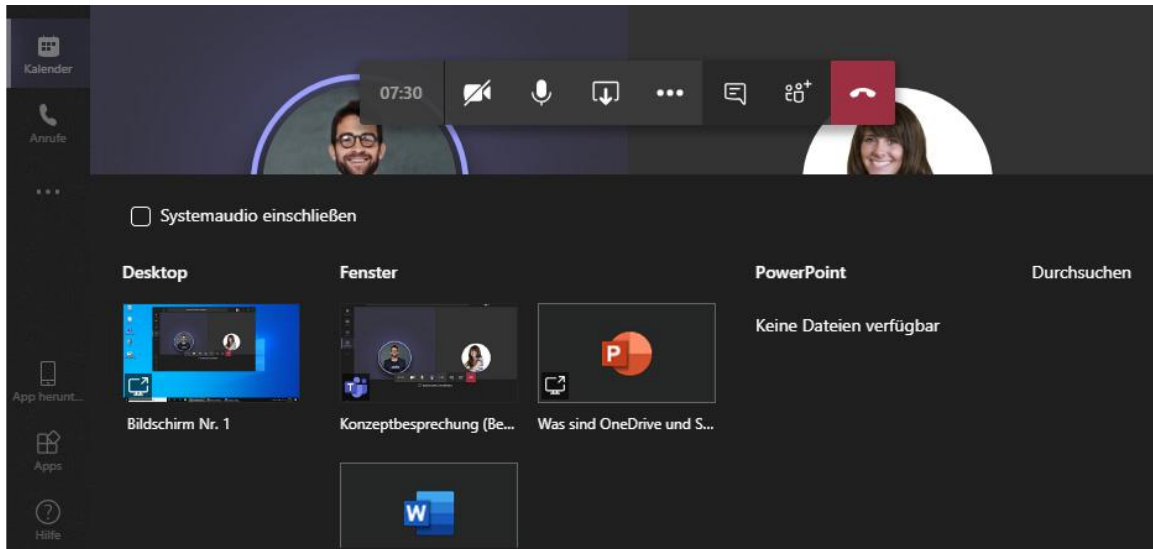 Kalender
Anrufe
App herunt...
Apps
Hilfe
07:30
Systemaudio einschließen
Desktop
Fenster
PowerPoint
Durchsuchen
Bildschirm Nr. 1
Konzeptbesprechung (Be...
Was sind OneDrive und S...
Keine Dateien verfügbar
P
W